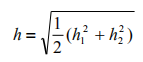 h = √(1/2 (h₁² + h₂²))